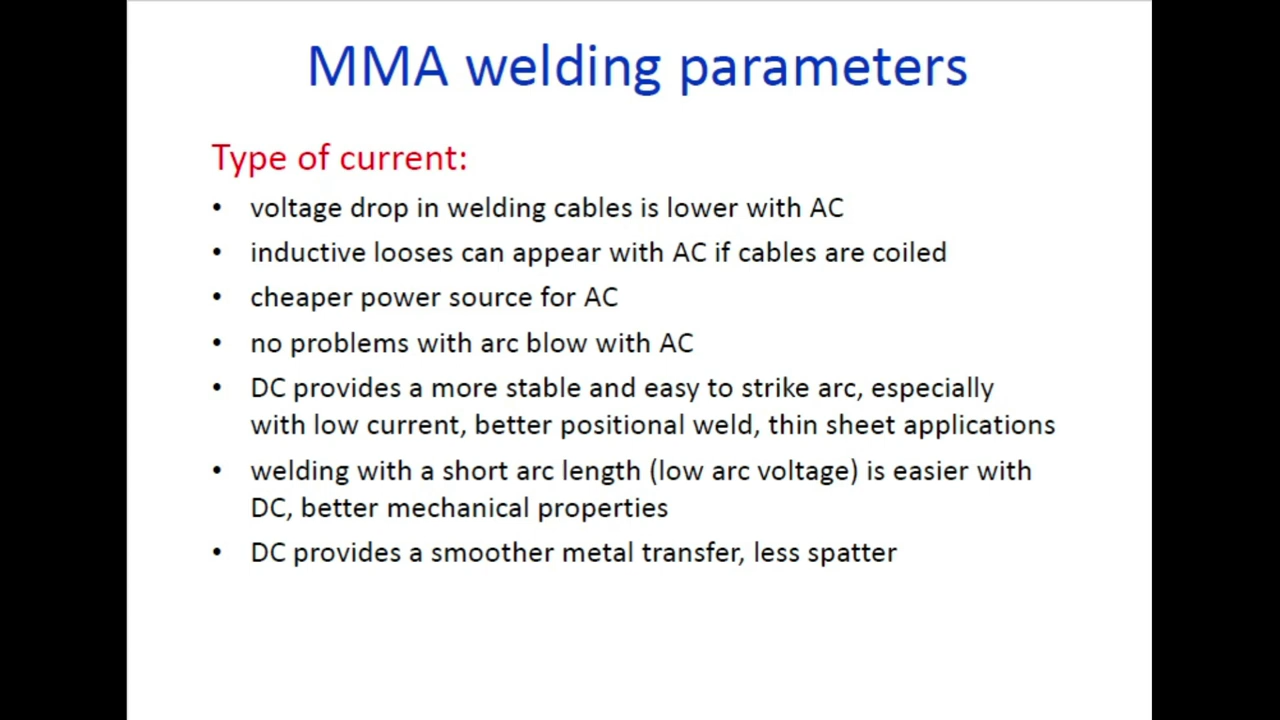 MMA welding parameters
Type of current:
• voltage drop in welding cables is lower with AC
• inductive looses can appear with AC if cables are coiled
• cheaper power source for AC
• no problems with arc blow with AC
• DC provides a more stable and easy to strike arc, especially
with low current, better positional weld, thin sheet applications
• welding with a short arc length (low arc voltage) is easier with
DC, better mechanical properties
• DC provides a smoother metal transfer, less spatter